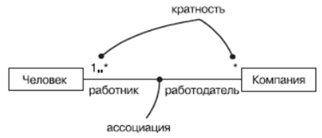 кратность
1..*
*
Человек
Компания
работник
работодатель
ассоциация